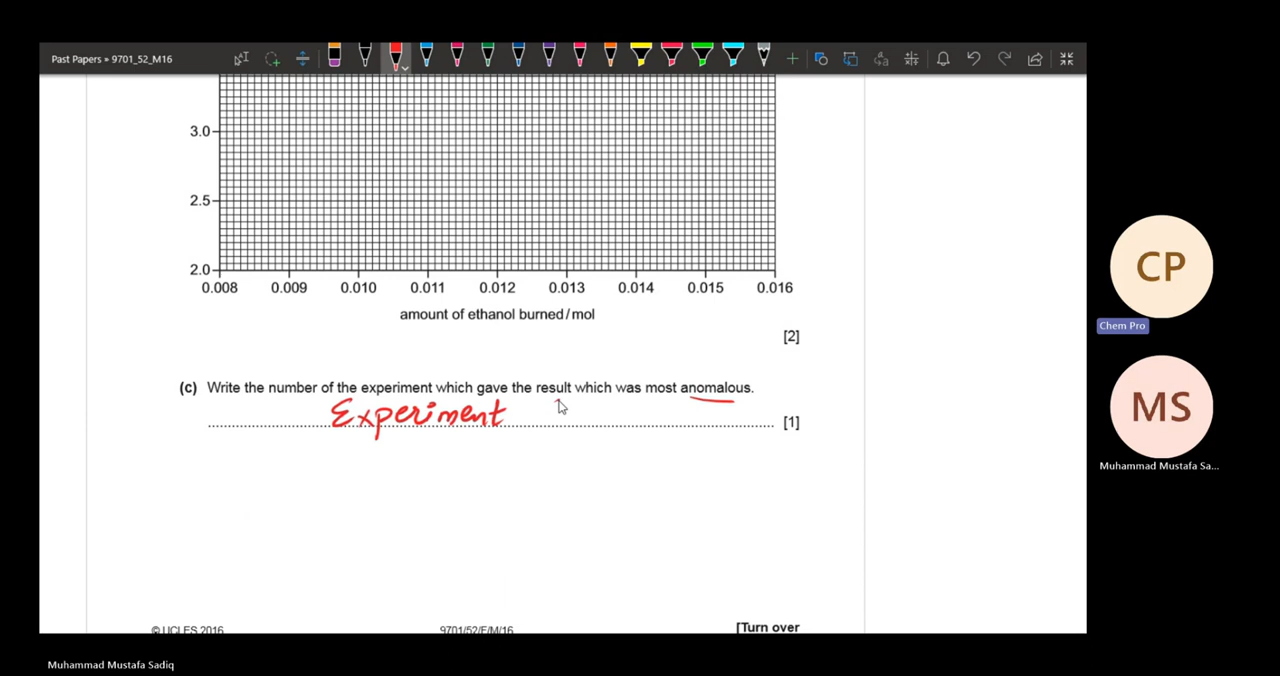 Past Papers » 9701_52_M16
3.0
2.5
2.0
0.008 0.009 0.010 0.011 0.012 0.013 0.014 0.015 0.016
amount of ethanol burned/mol
[2]
(c) Write the number of the experiment which gave the result which was most anomalous.
Experiment
[1]
© UCLES 2016 9701/52/F/M/16 [Turn over
CP
Chem Pro
MS
Muhammad Mustafa Sa...
Muhammad Mustafa Sadiq